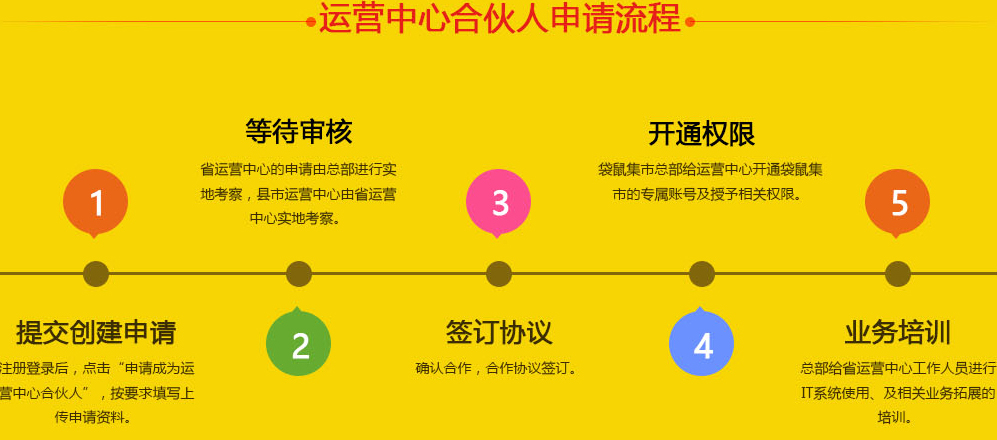 运营中心合伙人申请流程
1
提交创建申请
注册登录后，点击“申请成为运
营中心合伙人”，按要求填写上
传申请资料。
等待审核
省运营中心的申请由总部进行实
地考察，县市运营中心由省运营
中心实地考察。
2
3
签订协议
确认合作，合作协议签订。
开通权限
袋鼠集市总部给运营中心开通袋鼠集
市的专属账号及授予相关权限。
4
5
业务培训
总部给省运营中心工作人员进行
IT系统使用、及相关业务拓展的
培训。